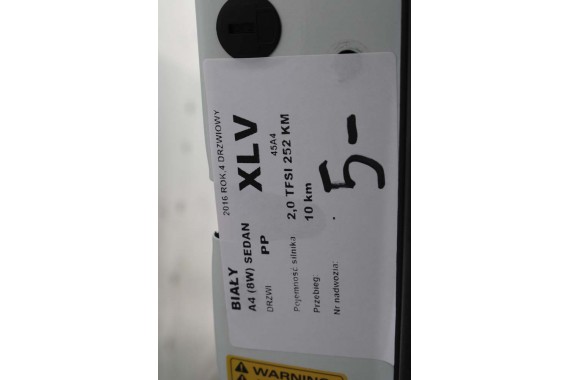 BIAŁY 2016 ROK,4 DRZWIOWY
A4 (8W) SEDAN XLV
DRZWI PP 45A4
Pojemność silnika 2,0 TFSI 252 KM
Przebieg: 10 km
Nr nadwozia: .
5-
WARNING